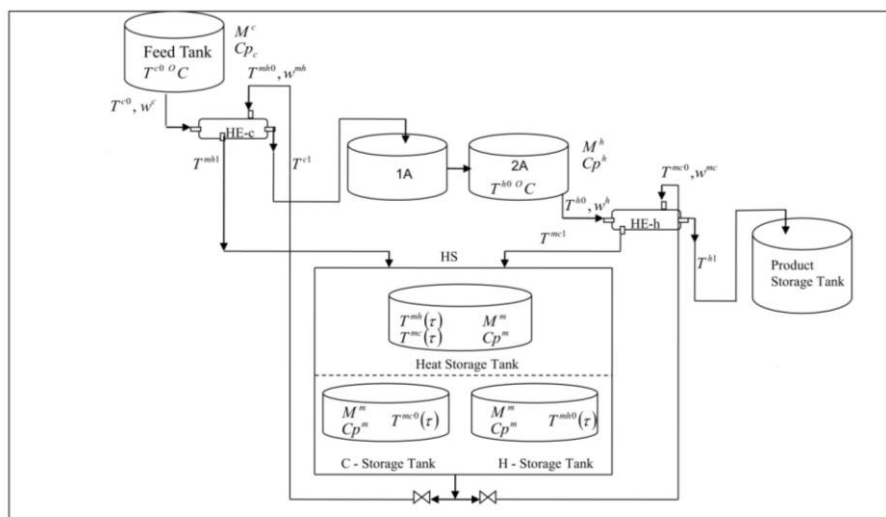 Feed Tank
T^{c0} ^{O}C
M^{c}
Cp_{c}
T^{c0}, w^{c}
T^{mh0}, w^{mh}
HE-c
T^{mh1}
T^{c1}
1A
2A
T^{h0} ^{O}C
M^{h}
Cp^{h}
T^{h0}, w^{h}
T^{mc0}, w^{mc}
HE-h
T^{mc1}
T^{h1}
Product
Storage Tank
HS
T^{mh}(τ) M^{m}
T^{mc}(τ) Cp^{m}
Heat Storage Tank
M^{m}
Cp^{m} T^{mc0}(τ)
C - Storage Tank
M^{m}
Cp^{m} T^{mh0}(τ)
H - Storage Tank